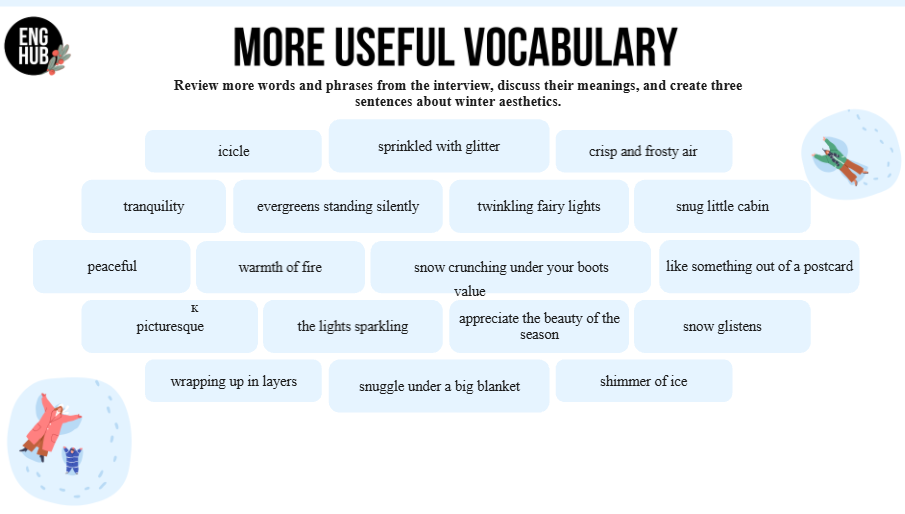 ENG
HUB
MORE USEFUL VOCABULARY
Review more words and phrases from the interview, discuss their meanings, and create three
sentences about winter aesthetics.
icicle
sprinkled with glitter
crisp and frosty air
tranquility
evergreens standing silently
twinkling fairy lights
snug little cabin
peaceful
warmth of fire
snow crunching under your boots
like something out of a postcard
value
K
picturesque
the lights sparkling
appreciate the beauty of the
season
snow glistens
wrapping up in layers
snuggle under a big blanket
shimmer of ice